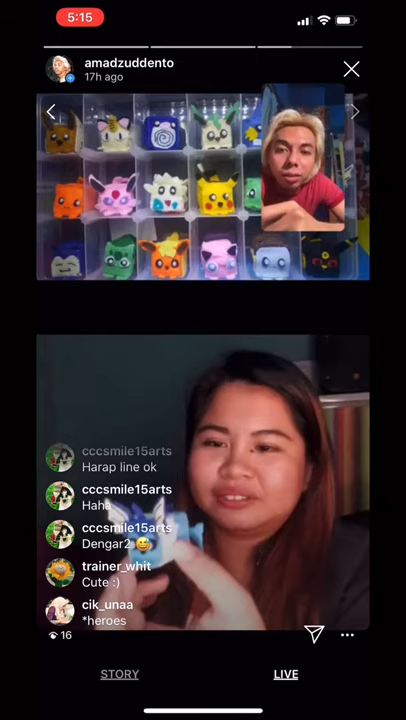 5:15
amadzuddento
17h ago
cccsmile15arts
Harap line ok
cccsmile15arts
Haha
cccsmile15arts
Dengar2 😅
trainer_whit
Cute :)
cik_unaa
*heroes
16
STORY
LIVE